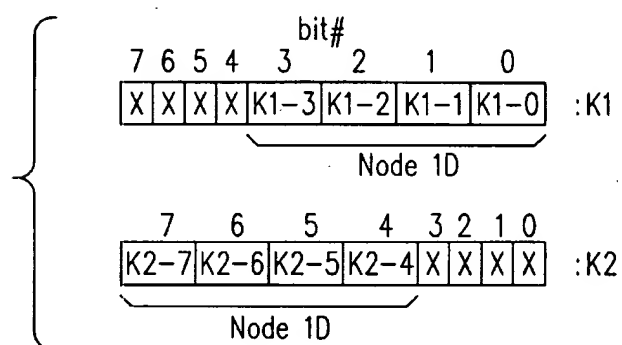 bit#
7 6 5 4 3 2 1 0
X X X X K1-3 K1-2 K1-1 K1-0 :K1
Node 1D
7 6 5 4 3 2 1 0
K2-7 K2-6 K2-5 K2-4 X X X X :K2
Node 1D